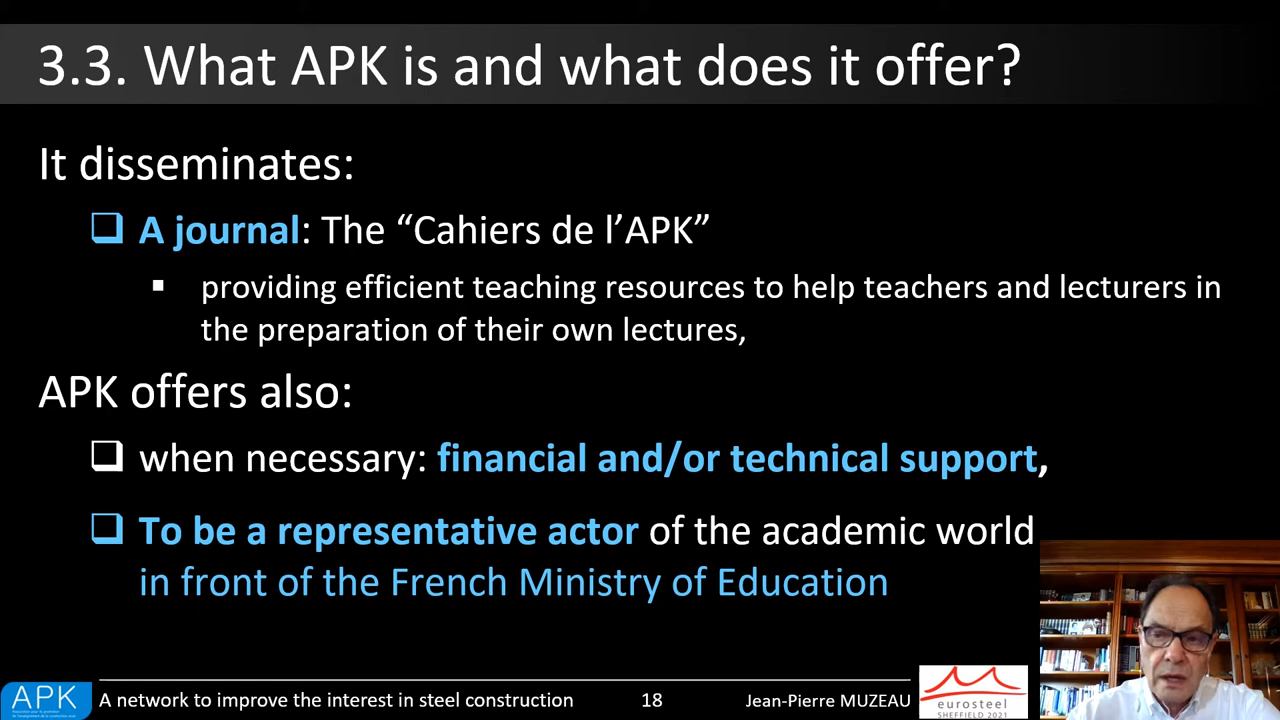 3.3. What APK is and what does it offer?
It disseminates:
❑ A journal: The “Cahiers de l’APK”
▪ providing efficient teaching resources to help teachers and lecturers in
the preparation of their own lectures,
APK offers also:
❑ when necessary: financial and/or technical support,
❑ To be a representative actor of the academic world
in front of the French Ministry of Education
APK
A network to improve the interest in steel construction
18
Jean-Pierre MUZEAU
eurosteel
SHEFFIELD 2021